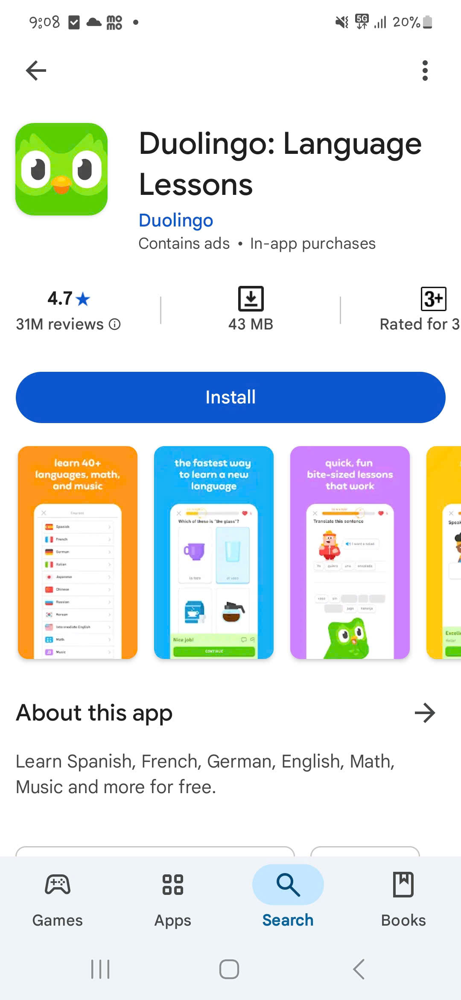 9:08
mo
mo
5G
20%
Duolingo: Language
Lessons
Duolingo
Contains ads • In-app purchases
4.7★
31M reviews
43 MB
3+
Rated for 3
Install
learn 40+
languages, math,
and music
Courses
Spanish
French
German
Italian
Japanese
Chinese
Russian
Korean
Intermediate English
Math
Music
the fastest way
to learn a new
language
Which of these is "the glass"?
la taza
el vaso
Nice job!
CONTINUE
quick, fun
bite-sized lessons
that work
Translate this sentence
I want a salad.
Yo quiero una ensalada
vaso sin
jugo naranja
Speak
Excelle
Hello!
About this app
Learn Spanish, French, German, English, Math,
Music and more for free.
Games
Apps
Search
Books